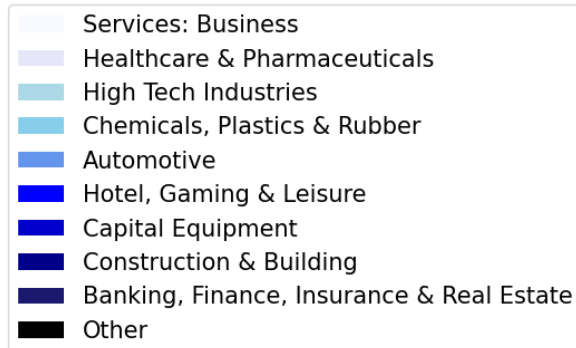 Services: Business
Healthcare & Pharmaceuticals
High Tech Industries
Chemicals, Plastics & Rubber
Automotive
Hotel, Gaming & Leisure
Capital Equipment
Construction & Building
Banking, Finance, Insurance & Real Estate
Other